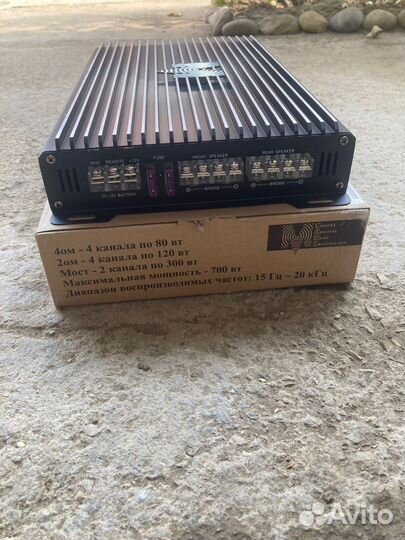 GND REMOTE +12V
FUSE
FRONT SPEAKER
REAR SPEAKER
DC12V BATTERY
BRIDGE
BRIDGE
4ом - 4 канала по 80 вт
2ом - 4 канала по 120 вт
Мост - 2 канала по 300 вт
Максимальная мощность - 700 вт
Диапазон воспроизводимых частот: 15 Гц ~ 20 кГц
Avito